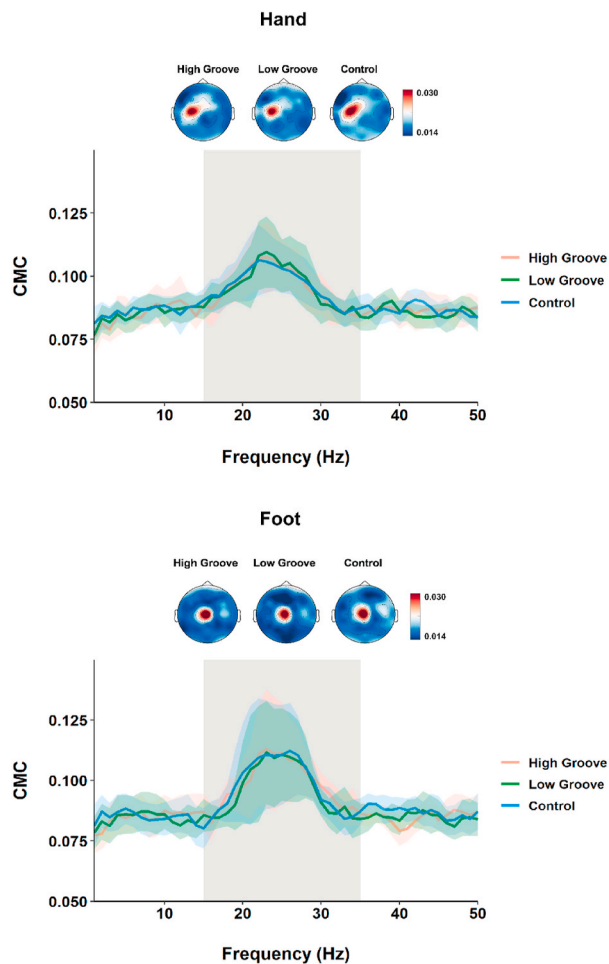 Hand
High Groove Low Groove Control
0.030
0.014
0.125
0.100
0.075
0.050
CMC
High Groove
Low Groove
Control
10 20 30 40 50
Frequency (Hz)
Foot
High Groove Low Groove Control
0.030
0.014
0.125
0.100
0.075
0.050
CMC
High Groove
Low Groove
Control
10 20 30 40 50
Frequency (Hz)